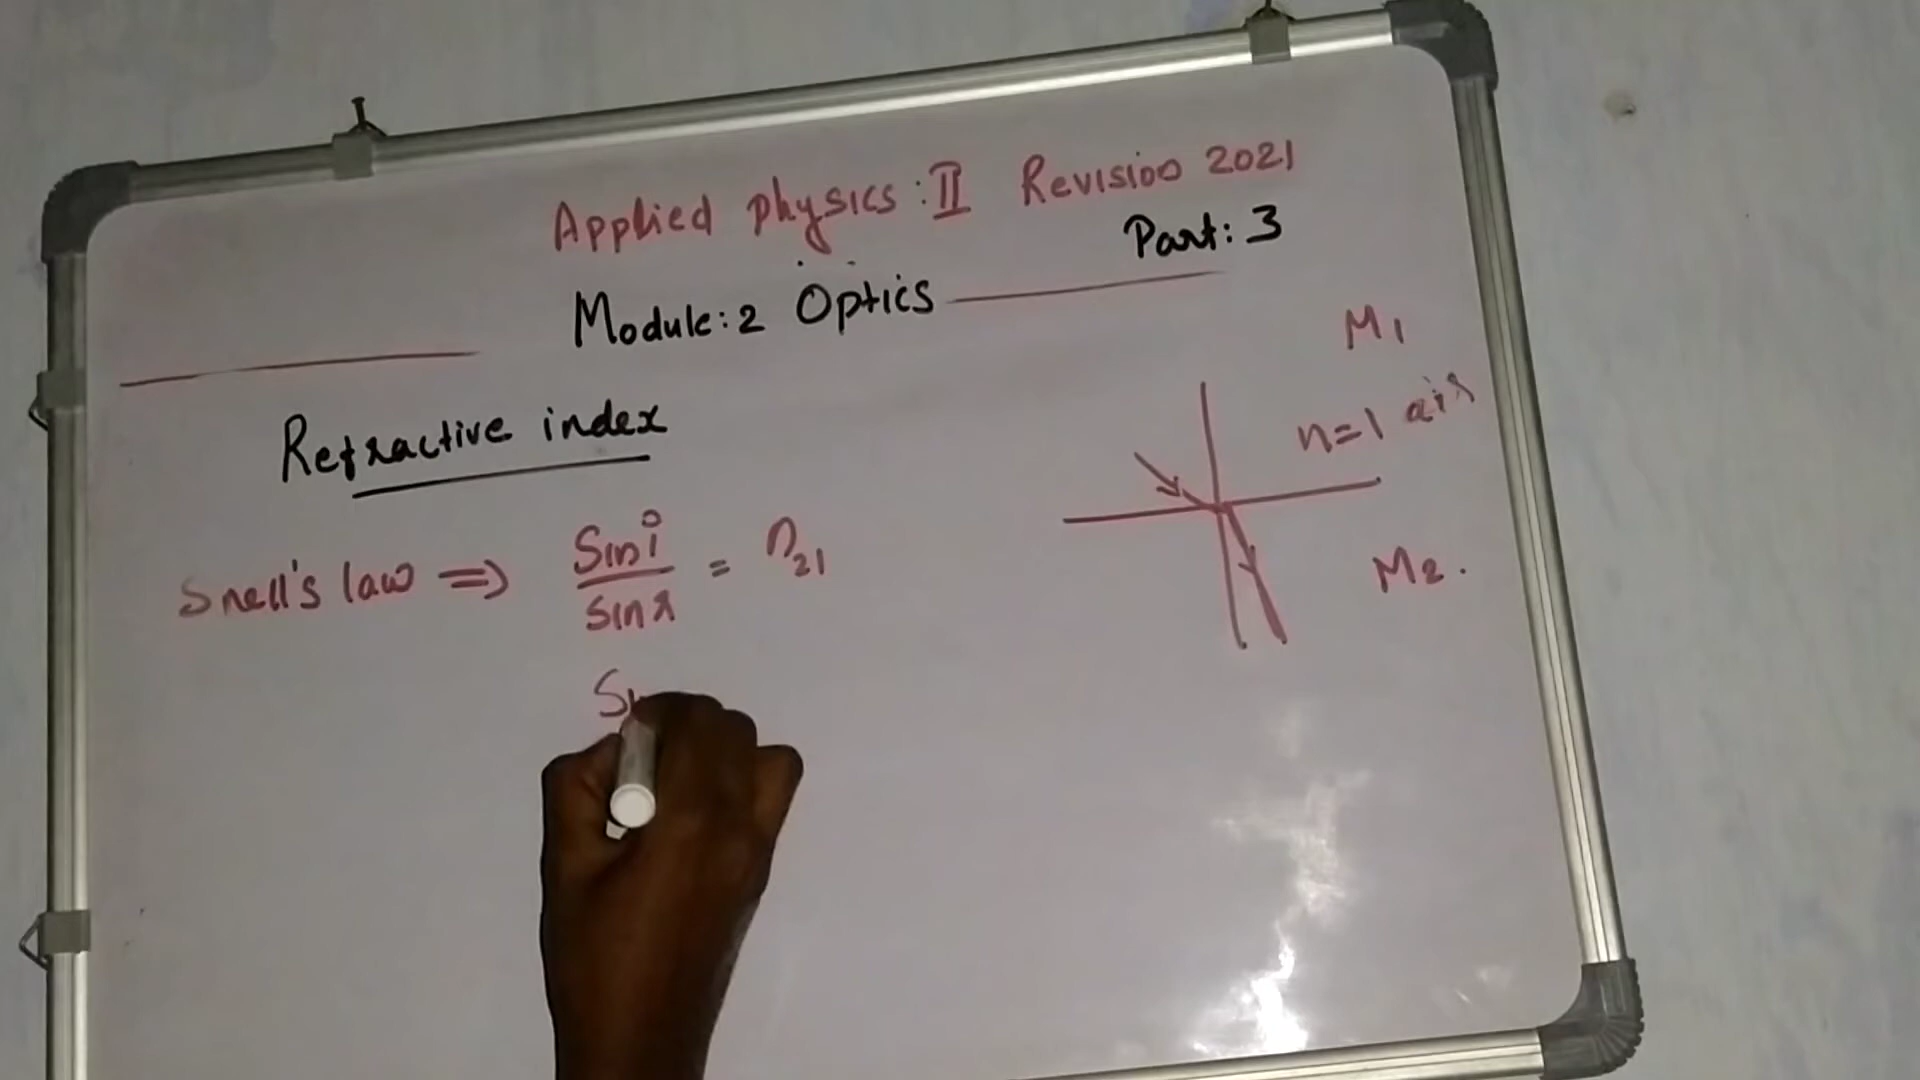 Applied physics: II Revision 2021
Part: 3
Module: 2 Optics
M1
n=1 air
Refractive index
Snell's law ⇒ Sin i / sin r = n21
M2.